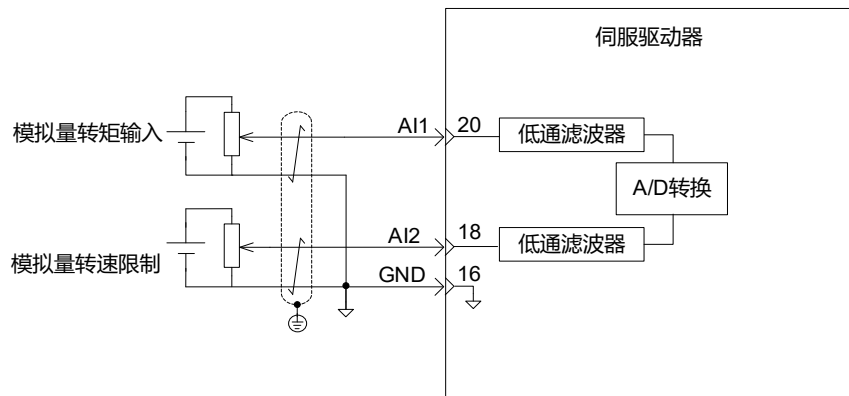 伺服驱动器
模拟量转矩输入
AI1
20
低通滤波器
A/D转换
模拟量转速限制
AI2
18
低通滤波器
GND
16